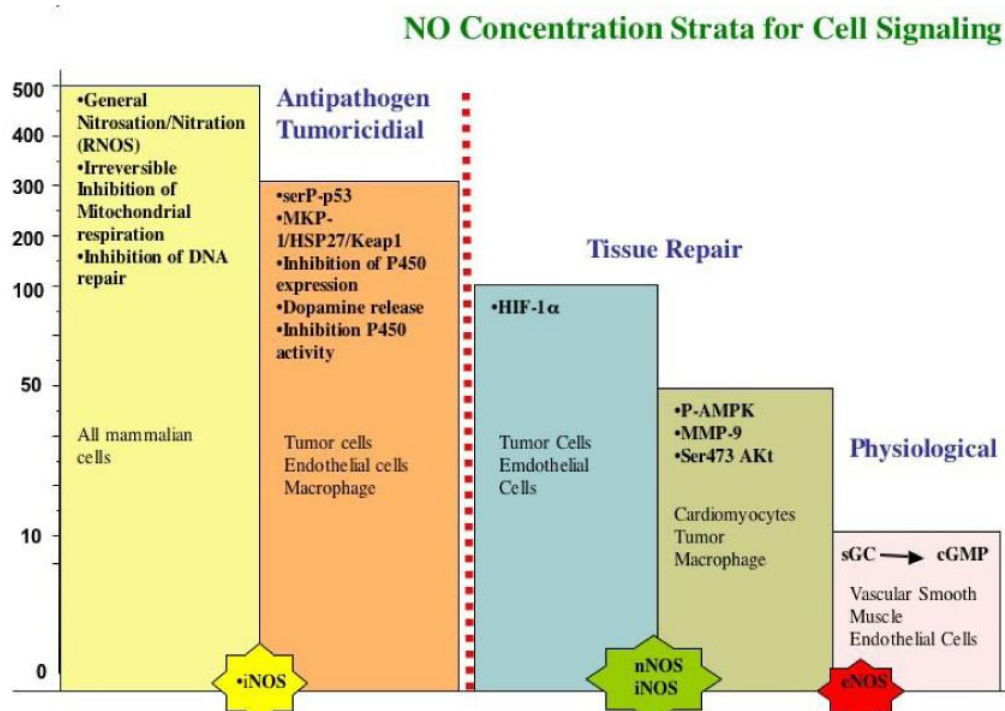 NO Concentration Strata for Cell Signaling
500
400
300
200
100
50
10
0
•General
Nitrosation/Nitration
(RNOS)
•Irreversible
Inhibition of
Mitochondrial
respiration
•Inhibition of DNA
repair
All mammalian
cells
Antipathogen
Tumoricidial
•serP-p53
•MKP-
1/HSP27/Keap1
•Inhibition of P450
expression
•Dopamine release
•Inhibition P450
activity
Tumor cells
Endothelial cells
Macrophage
•iNOS
Tissue Repair
•HIF-1α
Tumor Cells
Emdothelial
Cells
•P-AMPK
•MMP-9
•Ser473 AKt
Cardiomyocytes
Tumor
Macrophage
nNOS
iNOS
Physiological
sGC → cGMP
Vascular Smooth
Muscle
Endothelial Cells
eNOS